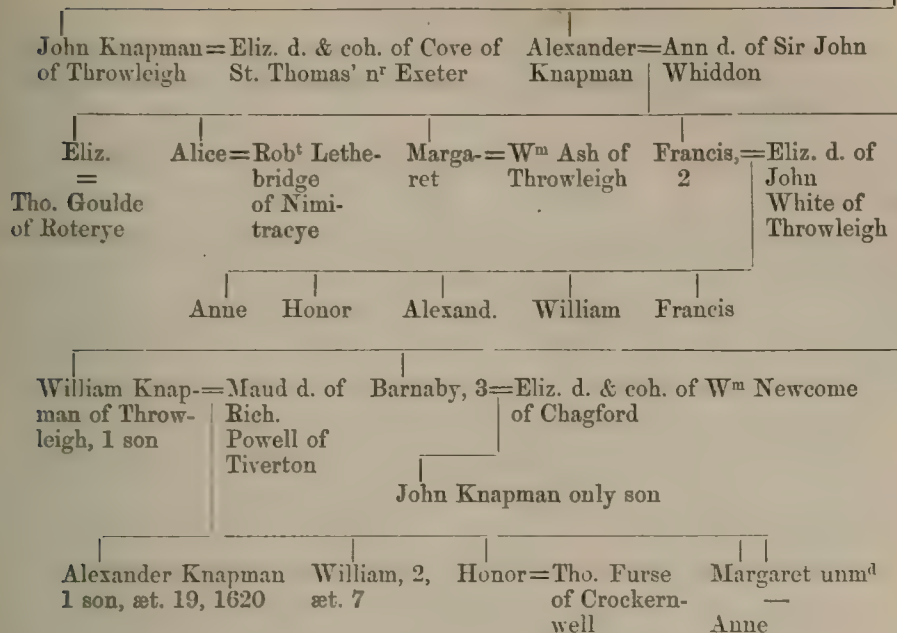 John Knapman=Eliz. d. & coh. of Cove of
of Throwleigh St. Thomas' nʳ Exeter
Alexander=Ann d. of Sir John
Knapman Whiddon
Eliz.
=
Tho. Goulde
of Roterye
Alice=Robᵗ Lethe-
bridge
of Nimi-
tracye
Marga-=Wᵐ Ash of
ret Throwleigh
Francis,=Eliz. d. of
2 John
White of
Throwleigh
Anne Honor Alexand. William Francis
William Knap-=Maud d. of
man of Throw- Rich.
leigh, 1 son Powell of
Tiverton
Barnaby, 3=Eliz. d. & coh. of Wᵐ Newcome
of Chagford
John Knapman only son
Alexander Knapman
1 son, æt. 19, 1620
William, 2,
æt. 7
Honor=Tho. Furse
of Crockern-
well
Margaret unmᵈ
—
Anne